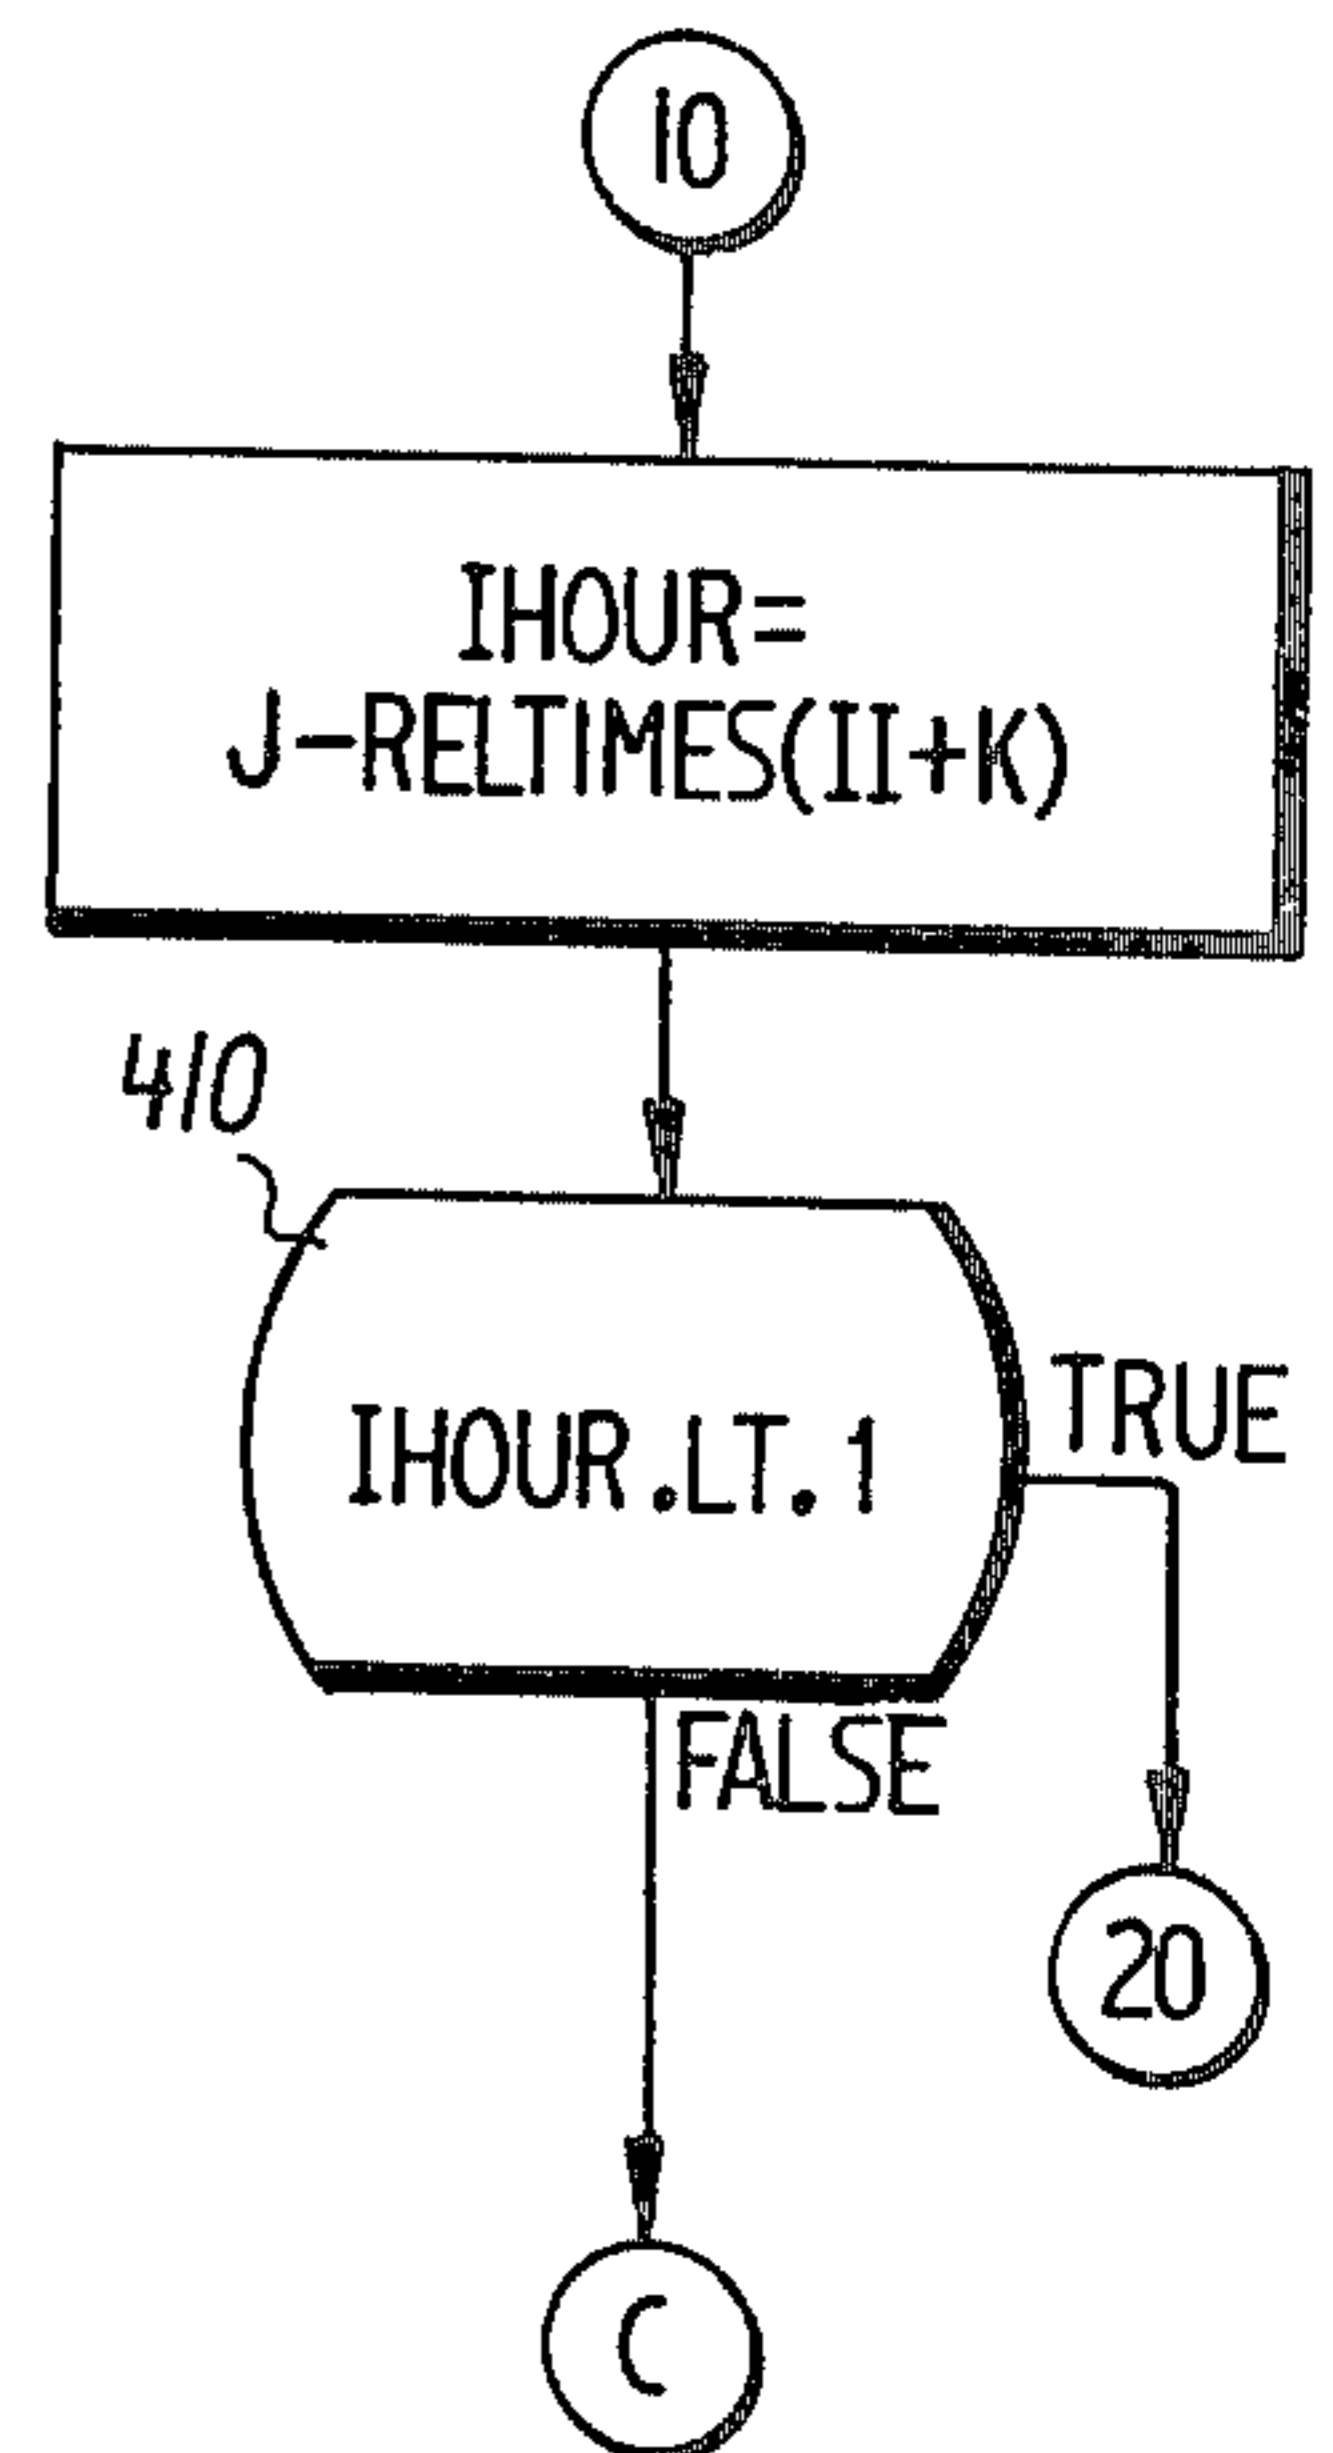 10
IHOUR=
J-RELTIMES(II+K)
410
IHOUR.LT.1
TRUE
FALSE
20
C